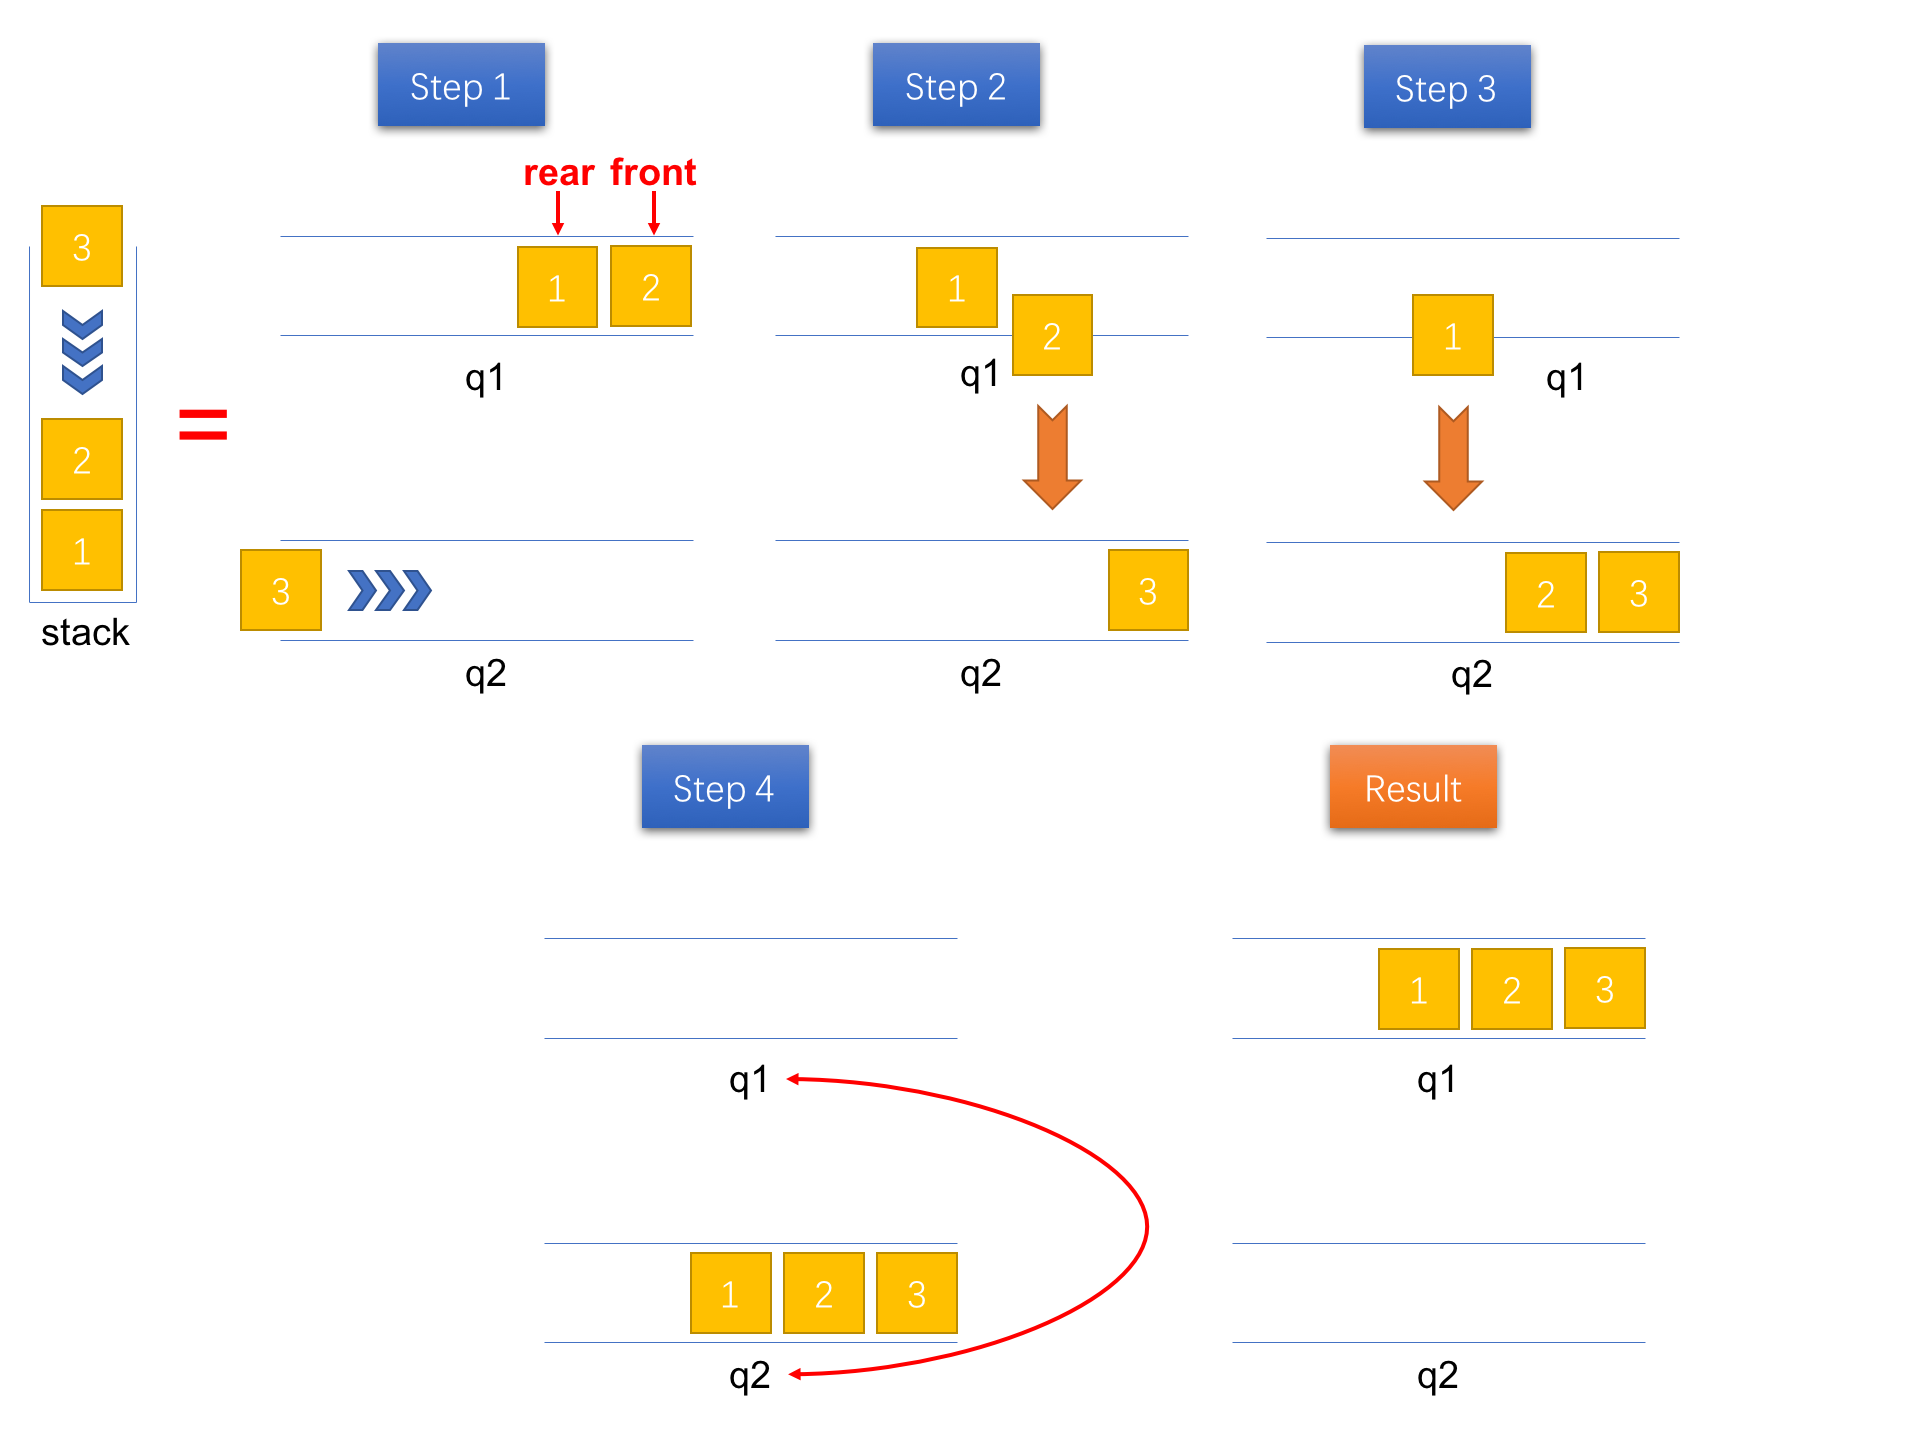 Step 1
Step 2
Step 3
rear front
3
2
1
stack
=
1 2
q1
3
q2
1
2
q1
3
q2
1
q1
2 3
q2
Step 4
Result
q1
1 2 3
q2
1 2 3
q1
q2